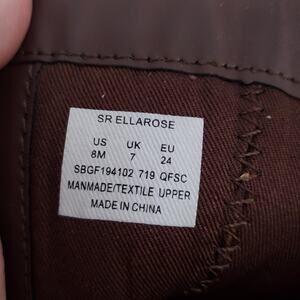 SR ELLAROSE
US UK EU
8M 7 24
SBGF194102 719 QFSC
MANMADE/TEXTILE UPPER
MADE IN CHINA